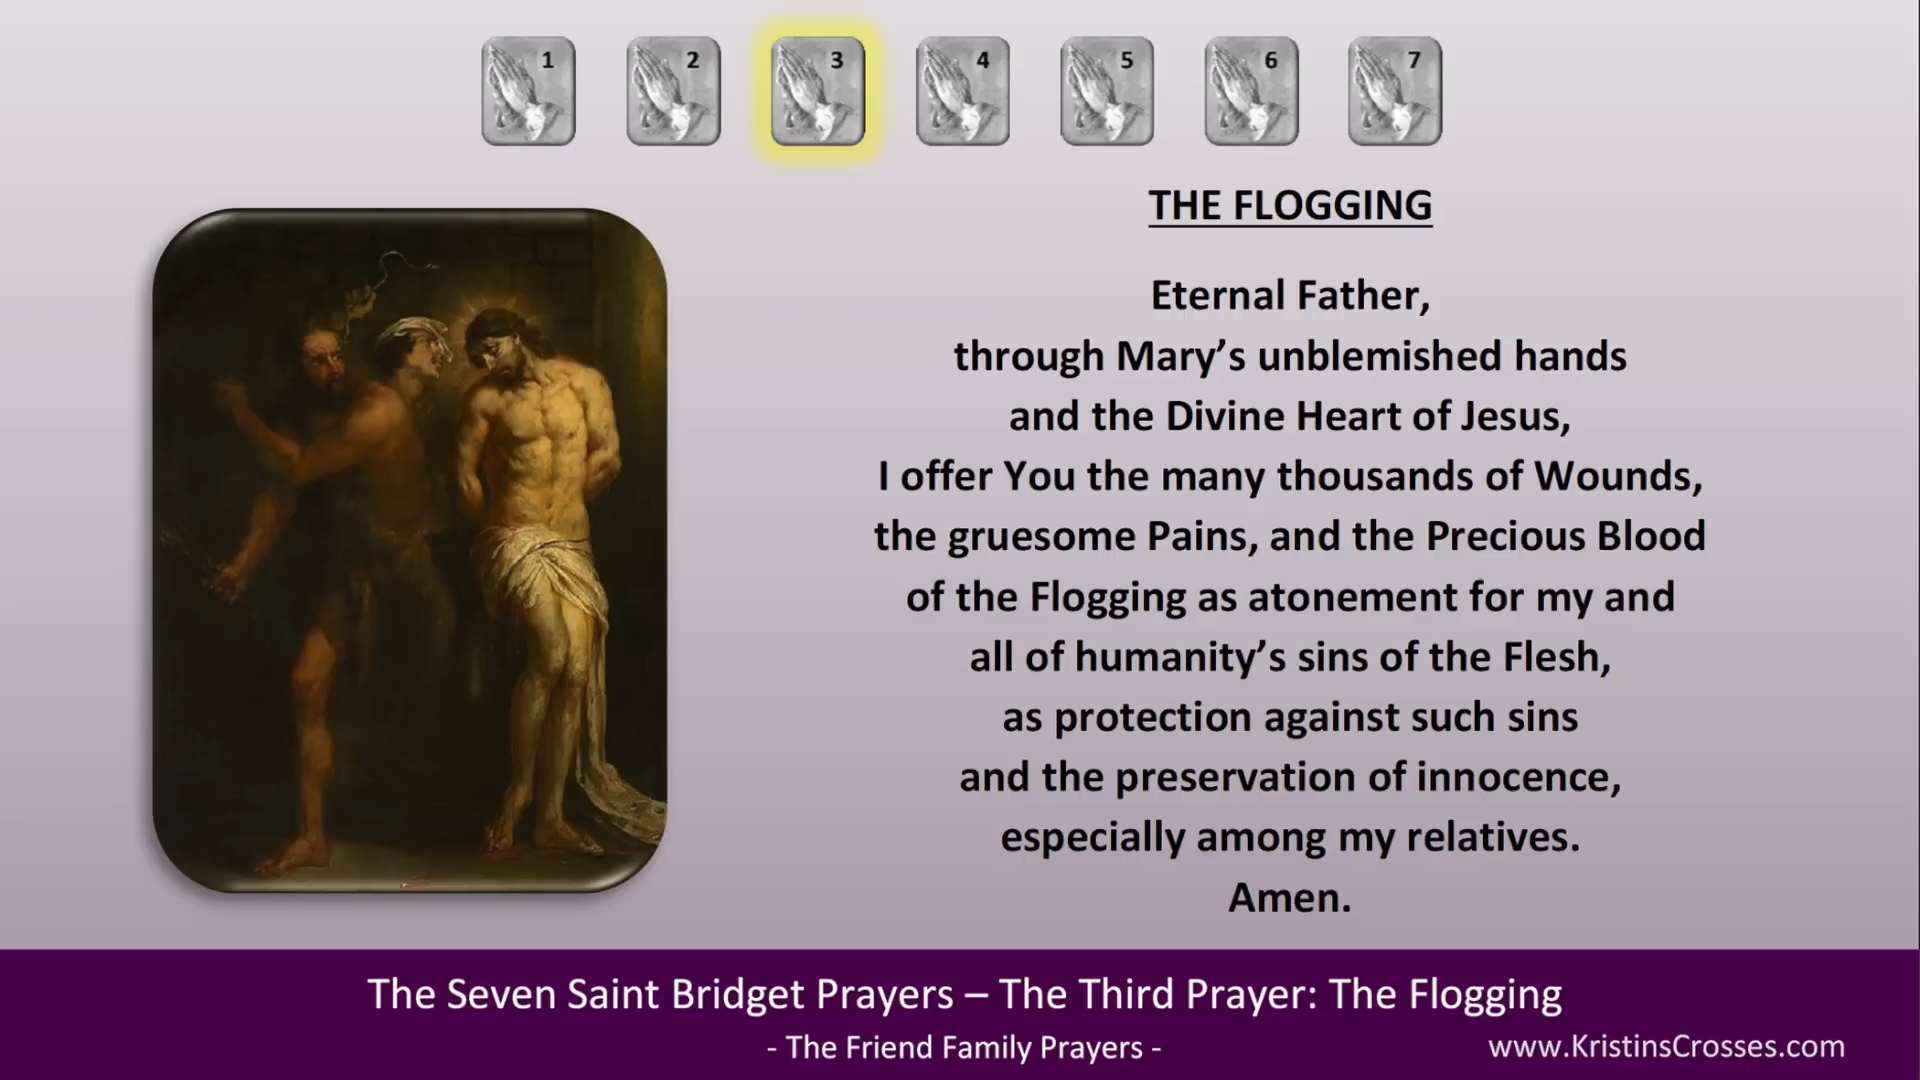 1
2
3
4
5
6
7
THE FLOGGING
Eternal Father,
through Mary’s unblemished hands
and the Divine Heart of Jesus,
I offer You the many thousands of Wounds,
the gruesome Pains, and the Precious Blood
of the Flogging as atonement for my and
all of humanity’s sins of the Flesh,
as protection against such sins
and the preservation of innocence,
especially among my relatives.
Amen.
The Seven Saint Bridget Prayers – The Third Prayer: The Flogging
- The Friend Family Prayers -
www.KristinsCrosses.com